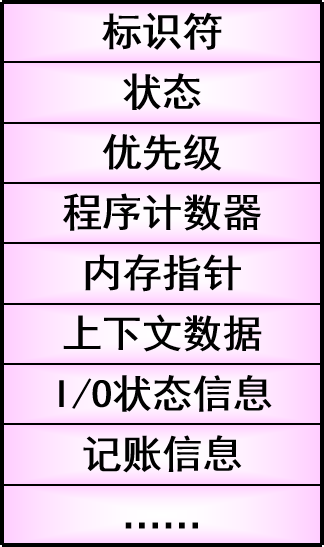 标识符
状态
优先级
程序计数器
内存指针
上下文数据
I/O状态信息
记账信息
……